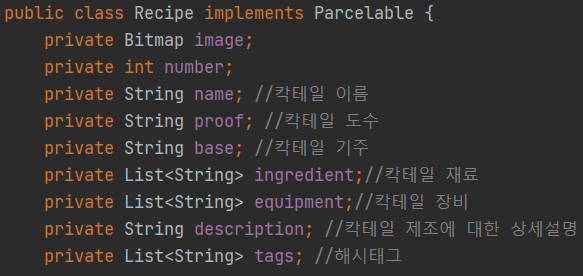 public class Recipe implements Parcelable {
private Bitmap image;
private int number;
private String name; //칵테일 이름
private String proof; //칵테일 도수
private String base; //칵테일 기주
private List<String> ingredient;//칵테일 재료
private List<String> equipment;//칵테일 장비
private String description; //칵테일 제조에 대한 상세설명
private List<String> tags; //해시태그